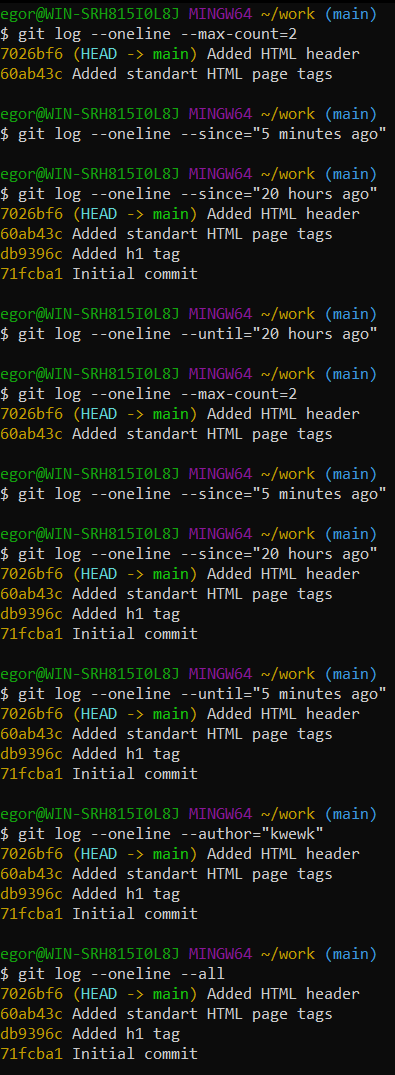 egor@WIN-SRH815I0L8J MINGW64 ~/work (main)
$ git log --oneline --max-count=2
7026bf6 (HEAD -> main) Added HTML header
60ab43c Added standart HTML page tags
egor@WIN-SRH815I0L8J MINGW64 ~/work (main)
$ git log --oneline --since="5 minutes ago"
egor@WIN-SRH815I0L8J MINGW64 ~/work (main)
$ git log --oneline --since="20 hours ago"
7026bf6 (HEAD -> main) Added HTML header
60ab43c Added standart HTML page tags
db9396c Added h1 tag
71fcba1 Initial commit
egor@WIN-SRH815I0L8J MINGW64 ~/work (main)
$ git log --oneline --until="20 hours ago"
egor@WIN-SRH815I0L8J MINGW64 ~/work (main)
$ git log --oneline --max-count=2
7026bf6 (HEAD -> main) Added HTML header
60ab43c Added standart HTML page tags
egor@WIN-SRH815I0L8J MINGW64 ~/work (main)
$ git log --oneline --since="5 minutes ago"
egor@WIN-SRH815I0L8J MINGW64 ~/work (main)
$ git log --oneline --since="20 hours ago"
7026bf6 (HEAD -> main) Added HTML header
60ab43c Added standart HTML page tags
db9396c Added h1 tag
71fcba1 Initial commit
egor@WIN-SRH815I0L8J MINGW64 ~/work (main)
$ git log --oneline --until="5 minutes ago"
7026bf6 (HEAD -> main) Added HTML header
60ab43c Added standart HTML page tags
db9396c Added h1 tag
71fcba1 Initial commit
egor@WIN-SRH815I0L8J MINGW64 ~/work (main)
$ git log --oneline --author="kwewk"
7026bf6 (HEAD -> main) Added HTML header
60ab43c Added standart HTML page tags
db9396c Added h1 tag
71fcba1 Initial commit
egor@WIN-SRH815I0L8J MINGW64 ~/work (main)
$ git log --oneline --all
7026bf6 (HEAD -> main) Added HTML header
60ab43c Added standart HTML page tags
db9396c Added h1 tag
71fcba1 Initial commit